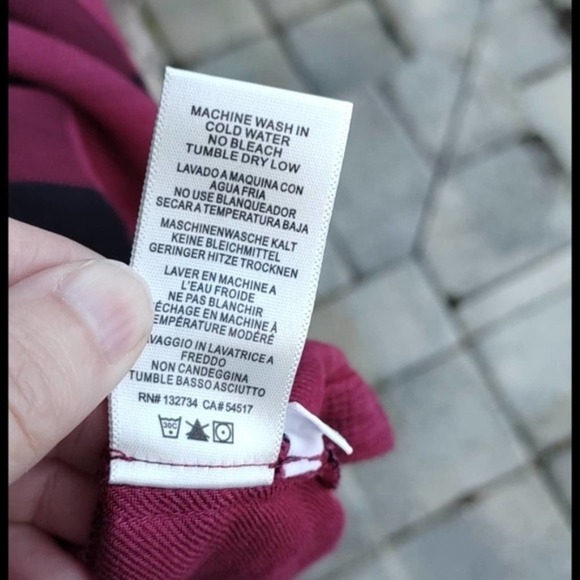 MACHINE WASH IN
COLD WATER
NO BLEACH
TUMBLE DRY LOW
LAVADO A MAQUINA CON
AGUA FRIA
NO USE BLANQUEADOR
SECAR A TEMPERATURA BAJA
MASCHINENWASCHE KALT
KEINE BLEICHMITTEL
GERINGER HITZE TROCKNEN
LAVER EN MACHINE A
L'EAU FROIDE
NE PAS BLANCHIR
ÉCHAGE EN MACHINE À
EMPÉRATURE MODÉRÉ
AVAGGIO IN LAVATRICE A
FREDDO
NON CANDEGGINA
TUMBLE BASSO ASCIUTTO
RN# 132734 CA# 54517
30C